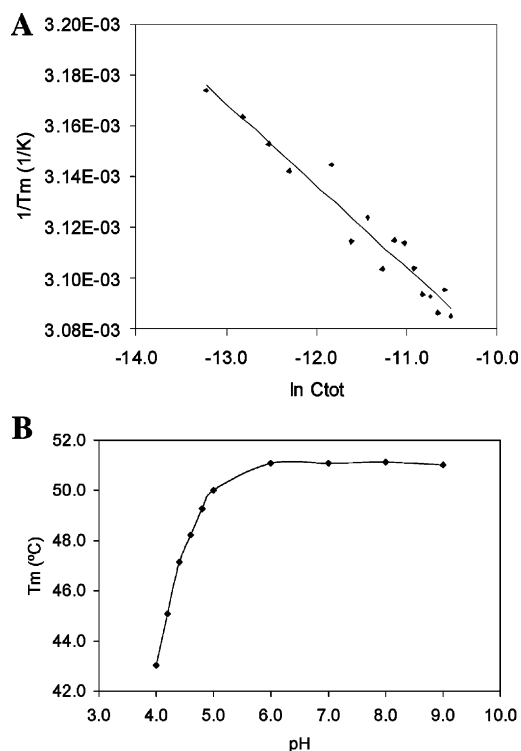 A
3.20E-03
3.18E-03
3.16E-03
3.14E-03
3.12E-03
3.10E-03
3.08E-03
1/Tm (1/K)
-14.0 -13.0 -12.0 -11.0 -10.0
ln Ctot
B
52.0
50.0
48.0
46.0
44.0
42.0
Tm (ºC)
3.0 4.0 5.0 6.0 7.0 8.0 9.0 10.0
pH